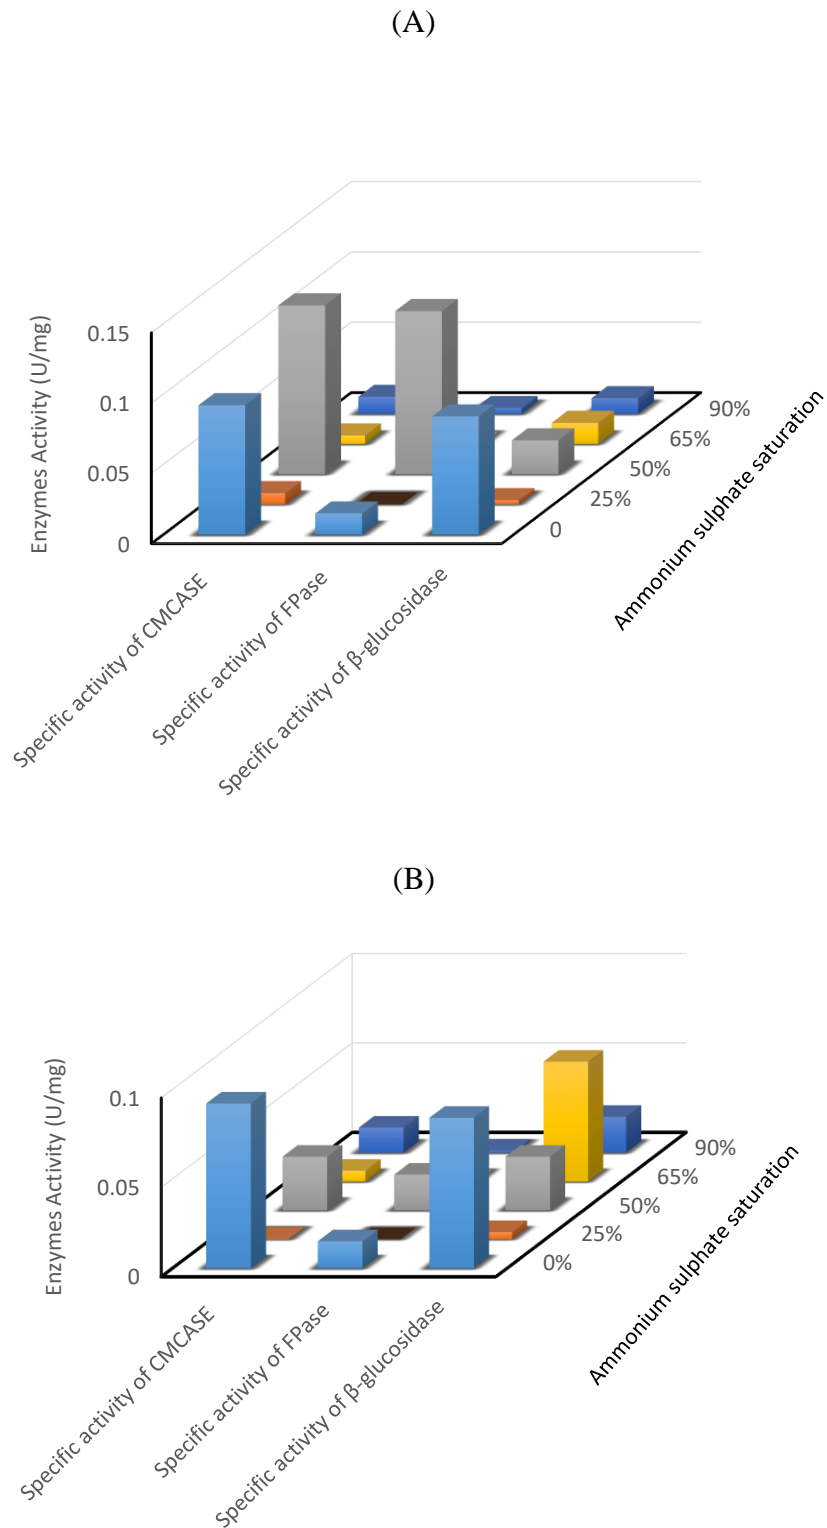 (A)
Enzymes Activity (U/mg)
0.15
0.1
0.05
0
90%
65%
50%
25%
0
Ammonium sulphate saturation
Specific activity of CMCASE
Specific activity of FPase
Specific activity of β-glucosidase
(B)
Enzymes Activity (U/mg)
0.1
0.05
0
90%
65%
50%
25%
0%
Ammonium sulphate saturation
Specific activity of CMCASE
Specific activity of FPase
Specific activity of β-glucosidase